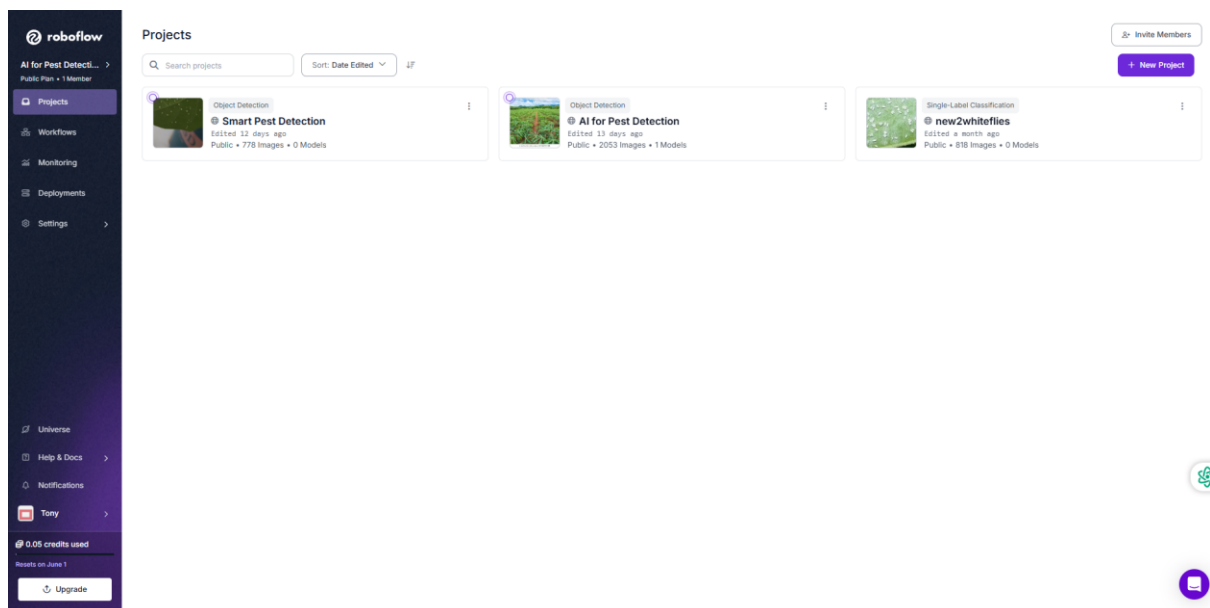 roboflow
AI for Pest Detecti...
Public Plan • 1 Member
Projects
Workflows
Monitoring
Deployments
Settings
Universe
Help & Docs
Notifications
Tony
0.05 credits used
Resets on June 1
Upgrade
Projects
Invite Members
Search projects
Sort: Date Edited
+ New Project
Object Detection
Smart Pest Detection
Edited 12 days ago
Public • 778 Images • 0 Models
Object Detection
AI for Pest Detection
Edited 13 days ago
Public • 2053 Images • 1 Models
Single-Label Classification
new2whiteflies
Edited a month ago
Public • 818 Images • 0 Models